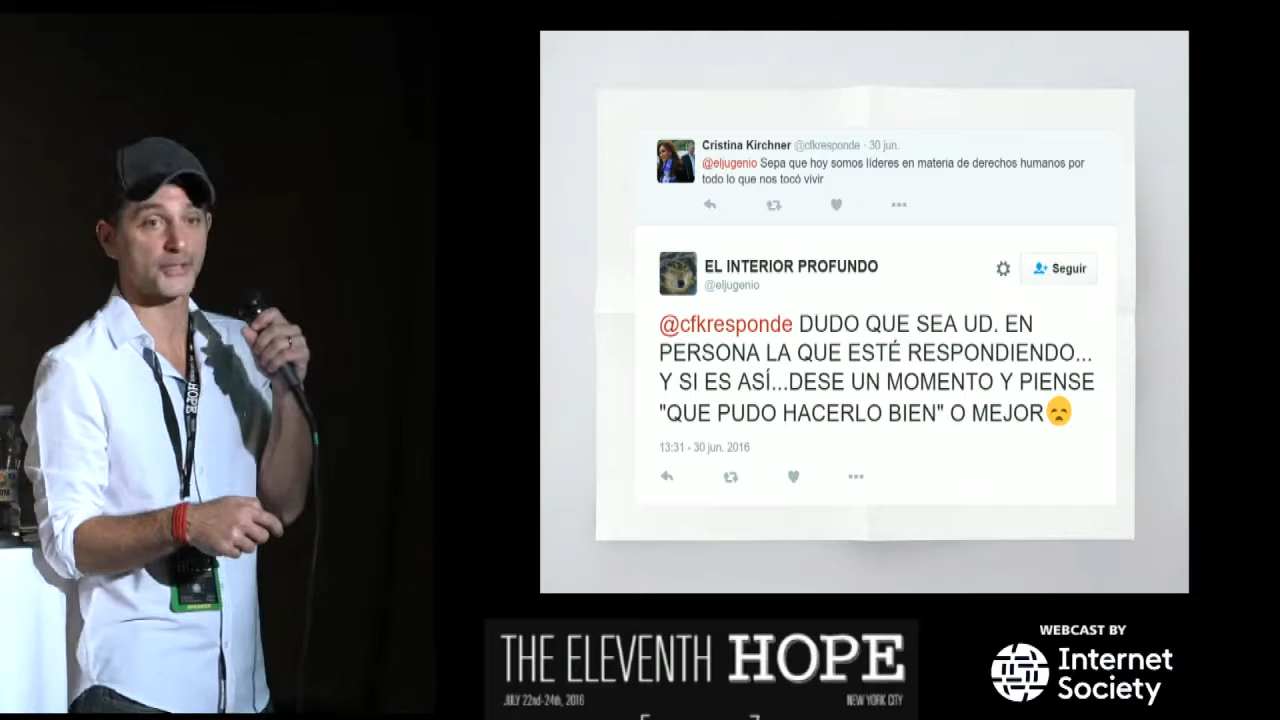 Cristina Kirchner @cfkresponde · 30 jun.
@eljugenio Sepa que hoy somos líderes en materia de derechos humanos por
todo lo que nos tocó vivir
EL INTERIOR PROFUNDO
@eljugenio
Seguir
@cfkresponde DUDO QUE SEA UD. EN
PERSONA LA QUE ESTÉ RESPONDIENDO...
Y SI ES ASÍ...DESE UN MOMENTO Y PIENSE
"QUE PUDO HACERLO BIEN" O MEJOR😞
13:31 - 30 jun. 2016
HOPE
SPEAKER
THE ELEVENTH HOPE
JULY 22nd-24th, 2016
NEW YORK CITY
WEBCAST BY
Internet
Society